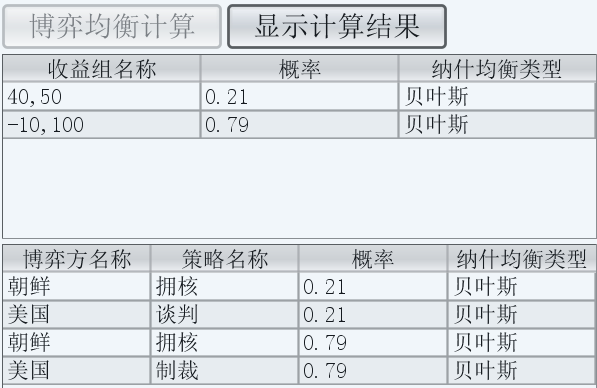 博弈均衡计算 显示计算结果
收益组名称 概率 纳什均衡类型
40,50 0.21 贝叶斯
-10,100 0.79 贝叶斯
博弈方名称 策略名称 概率 纳什均衡类型
朝鲜 拥核 0.21 贝叶斯
美国 谈判 0.21 贝叶斯
朝鲜 拥核 0.79 贝叶斯
美国 制裁 0.79 贝叶斯